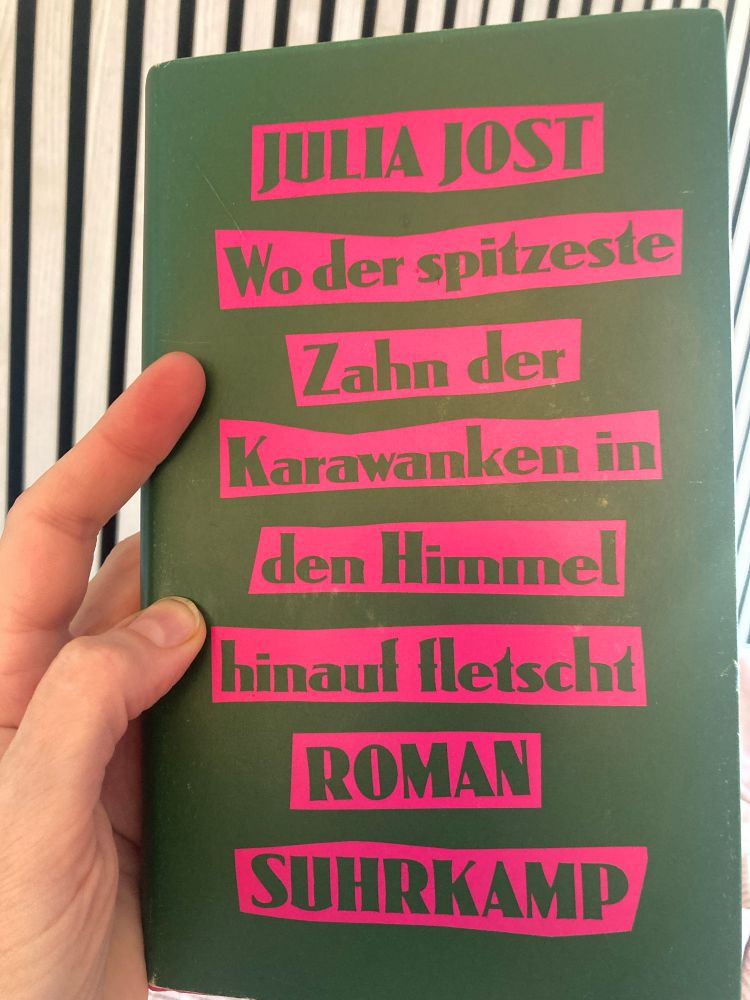 JULIA JOST
Wo der spitzeste
Zahn der
Karawanken in
den Himmel
hinauf fletscht
ROMAN
SUHRKAMP